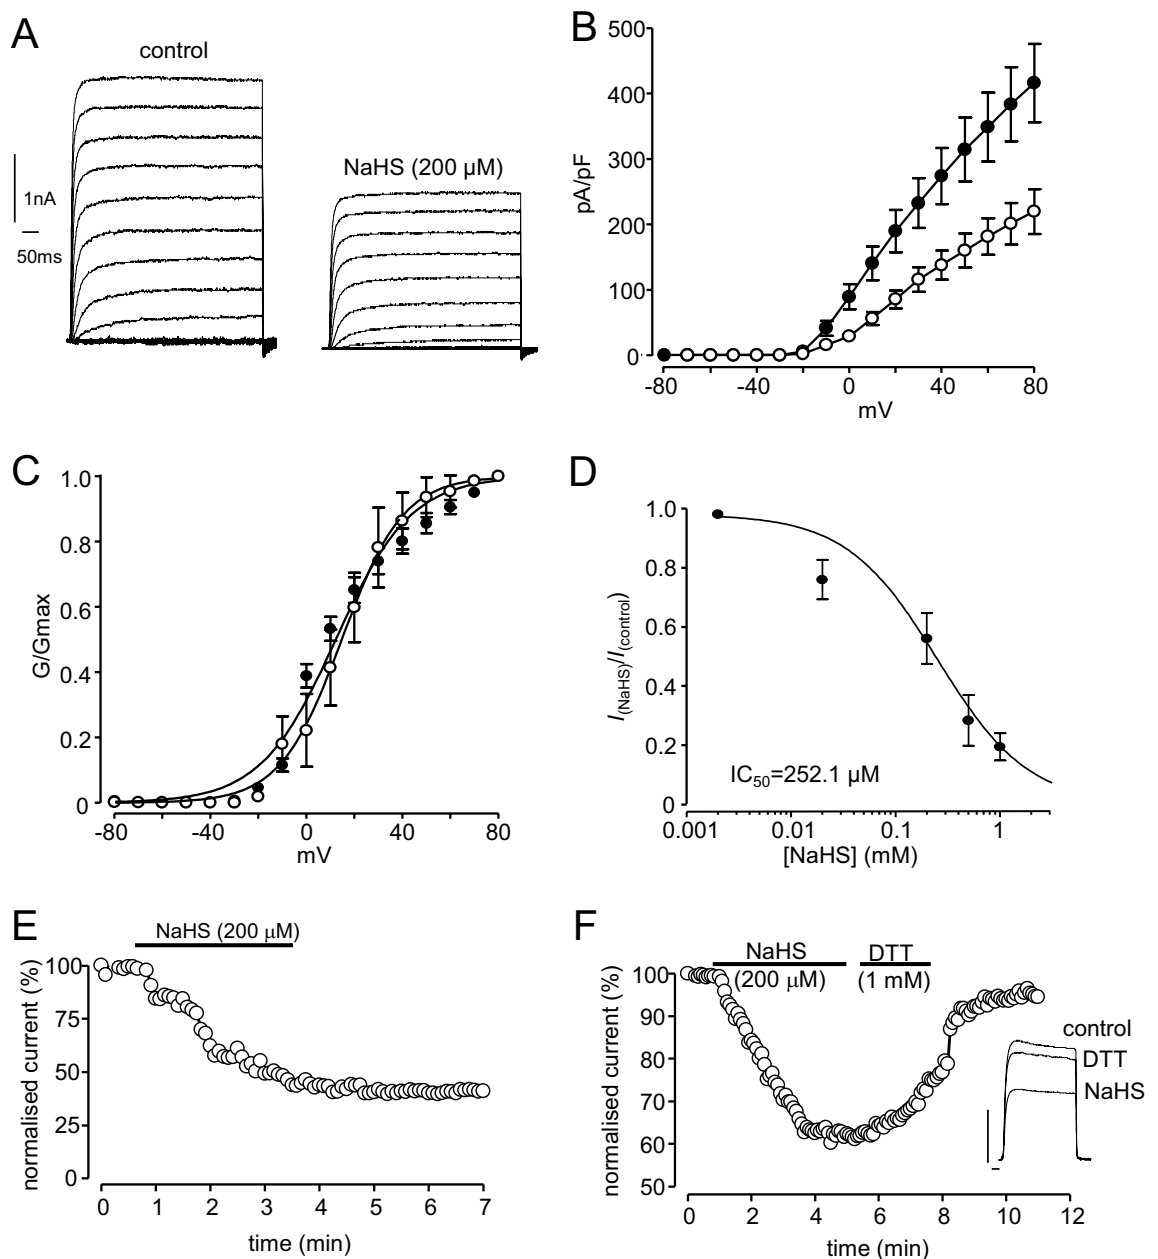 A
control
NaHS (200 µM)
1nA
50ms
B
500
400
300
200
100
0
pA/pF
-80
-40
0
40
80
mV
C
1.0
0.8
0.6
0.4
0.2
0
G/Gmax
-80
-40
0
40
80
mV
D
1.0
0.8
0.6
0.4
0.2
0
I(NaHS)/I(control)
IC50=252.1 µM
0.001
0.01
0.1
1
[NaHS] (mM)
E
NaHS (200 µM)
100
75
50
25
0
normalised current (%)
0
1
2
3
4
5
6
7
time (min)
F
NaHS
(200 µM)
DTT
(1 mM)
100
90
80
70
60
50
normalised current (%)
control
DTT
NaHS
0
2
4
6
8
10
12
time (min)